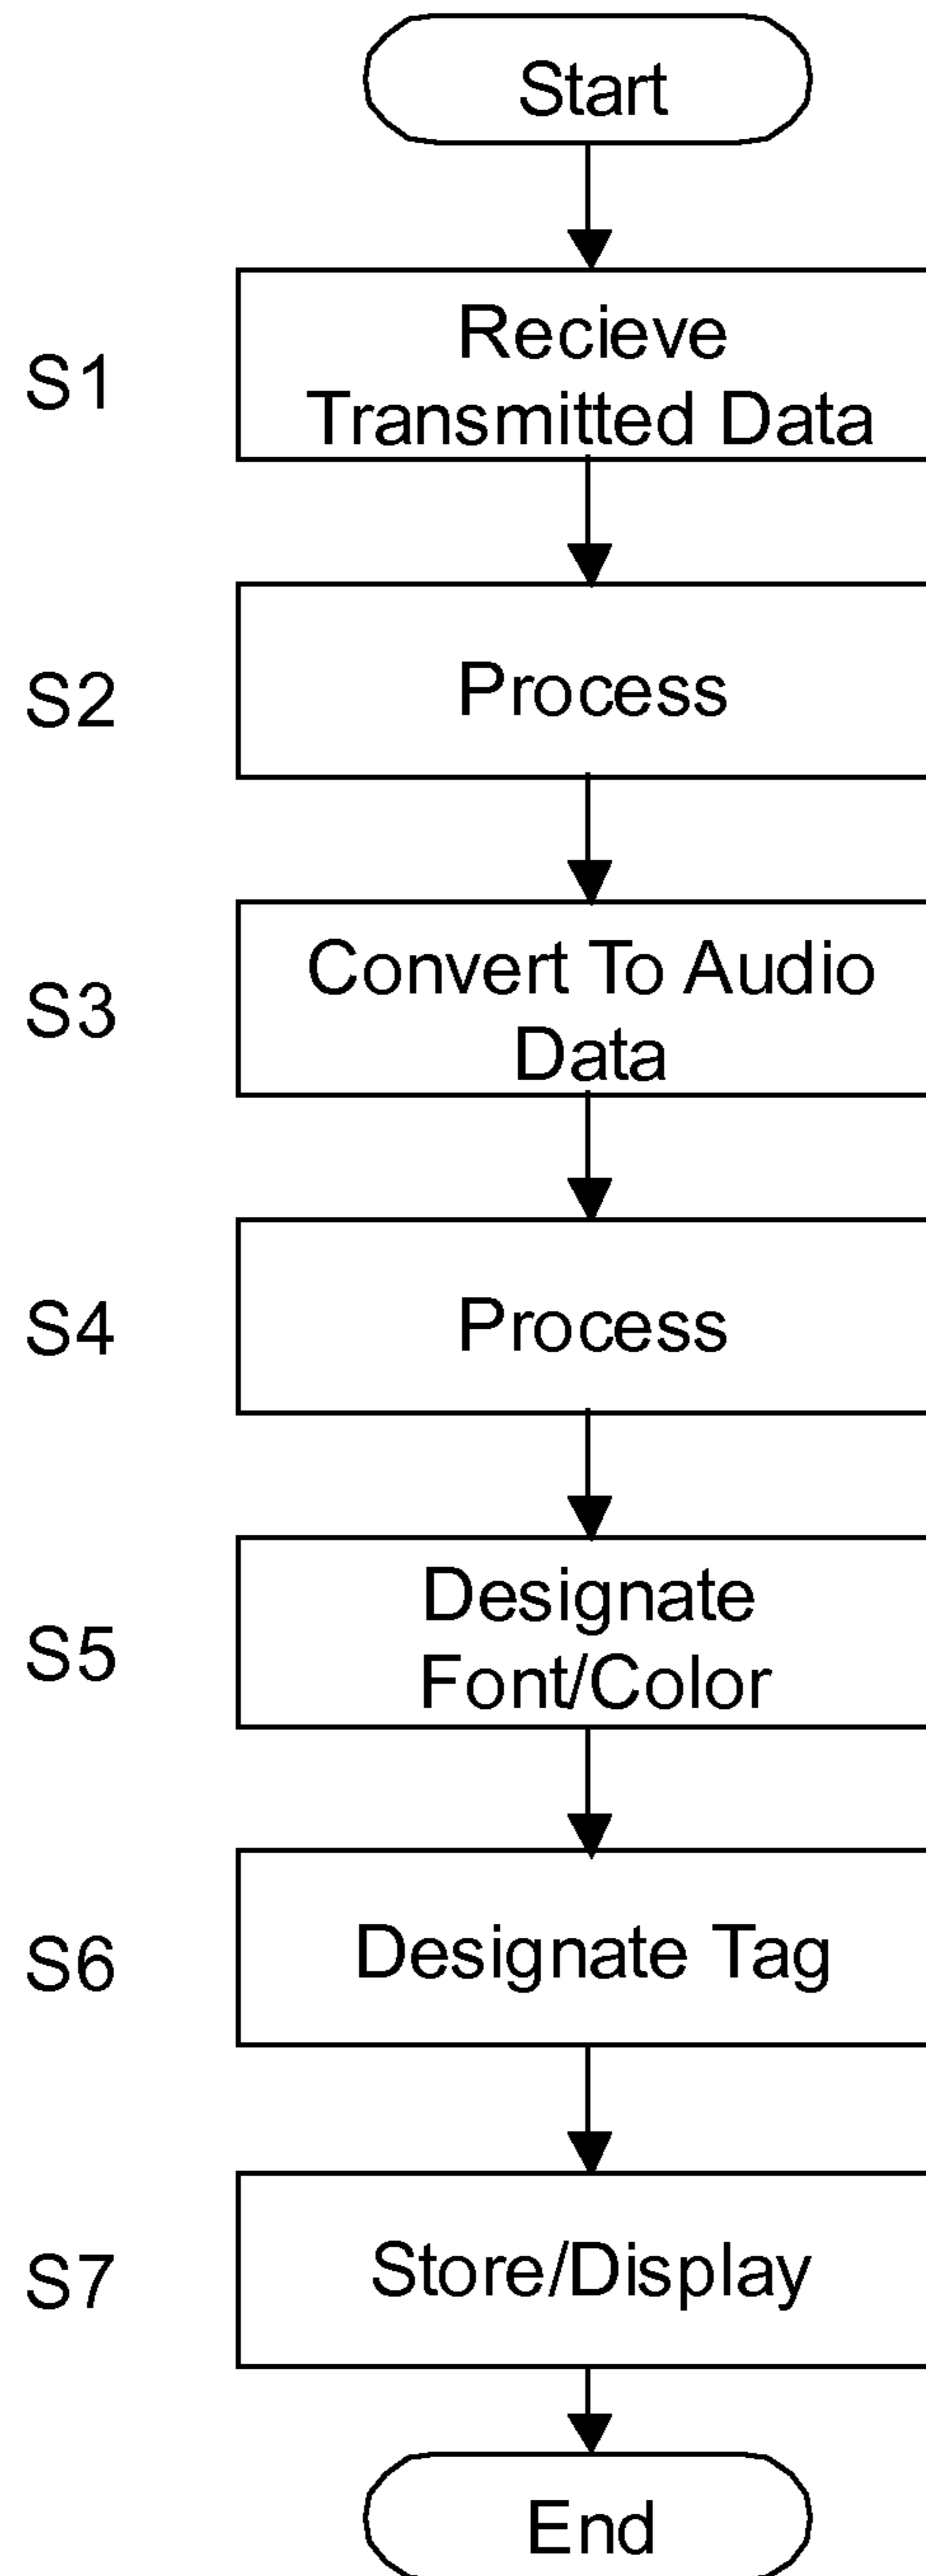 Start
S1
Recieve
Transmitted Data
S2
Process
S3
Convert To Audio
Data
S4
Process
S5
Designate
Font/Color
S6
Designate Tag
S7
Store/Display
End